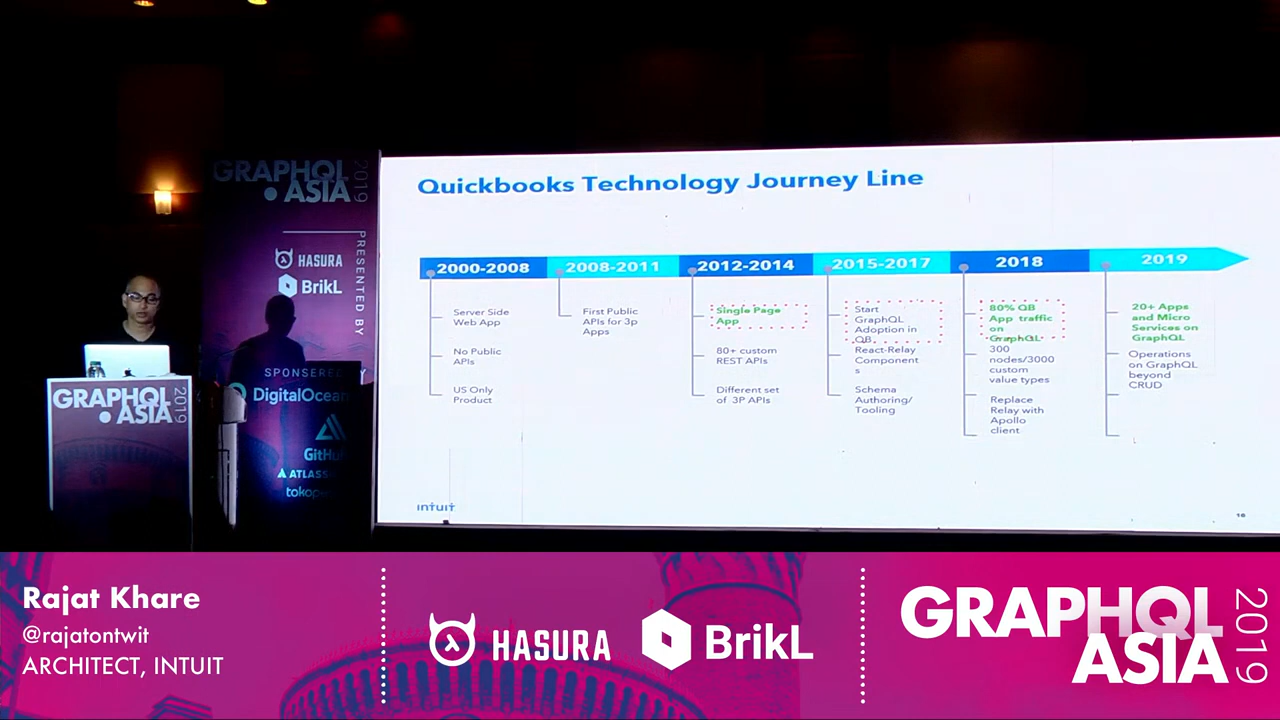 GRAPHQL
ASIA
2019
PRESENTED BY
HASURA
BrikL
SPONSERED BY
DigitalOcean
GitHub
ATLASS
tokop
GRAPHQL
ASIA
2019
Quickbooks Technology Journey Line
2000-2008
Server Side
Web App
No Public
APIs
US Only
Product
2008-2011
First Public
APIs for 3p
Apps
2012-2014
Single Page
App
80+ custom
REST APIs
Different set
of 3P APIs
2015-2017
Start
GraphQL
Adoption in
QB
React-Relay
Component
s
Schema
Authoring/
Tooling
2018
80% QB
App traffic
on
GraphQL
300
nodes/3000
custom
value types
Replace
Relay with
Apollo
client
2019
20+ Apps
and Micro
Services on
GraphQL
Operations
on GraphQL
beyond
CRUD
INTUIT
18
Rajat Khare
@rajatontwit
ARCHITECT, INTUIT
HASURA
BrikL
GRAPHQL
ASIA
2019